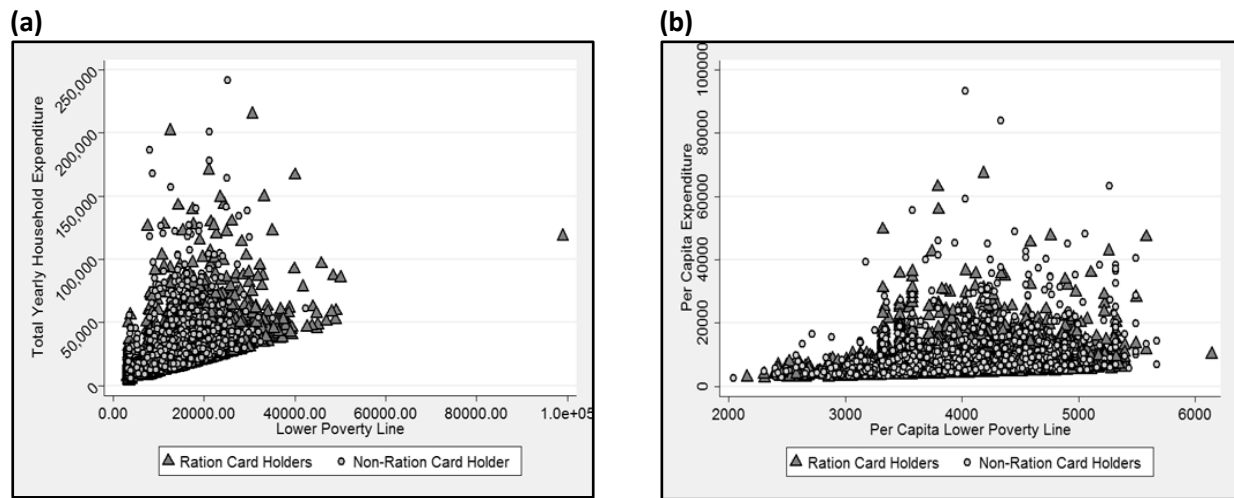 (a)
Total Yearly Household Expenditure
250,000
200,000
150,000
100,000
50,000
0
0.00 20000.00 40000.00 60000.00 80000.00 1.0e+05
Lower Poverty Line
Ration Card Holders Non-Ration Card Holder
(b)
Per Capita Expenditure
100000
80000
60000
40000
20000
0
2000 3000 4000 5000 6000
Per Capita Lower Poverty Line
Ration Card Holders Non-Ration Card Holders